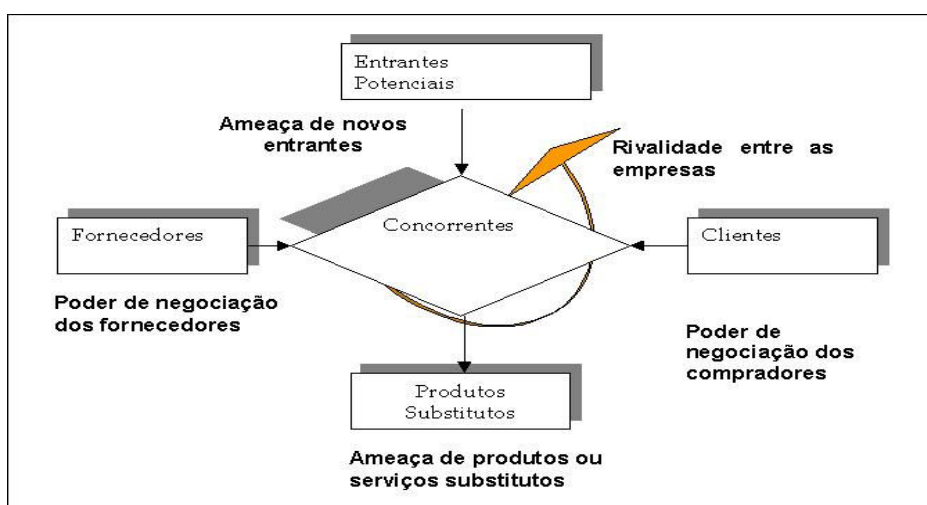 Entrantes
Potenciais
Ameaça de novos
entrantes
Rivalidade entre as
empresas
Fornecedores
Concorrentes
Clientes
Poder de negociação
dos fornecedores
Poder de
negociação dos
compradores
Produtos
Substitutos
Ameaça de produtos ou
serviços substitutos